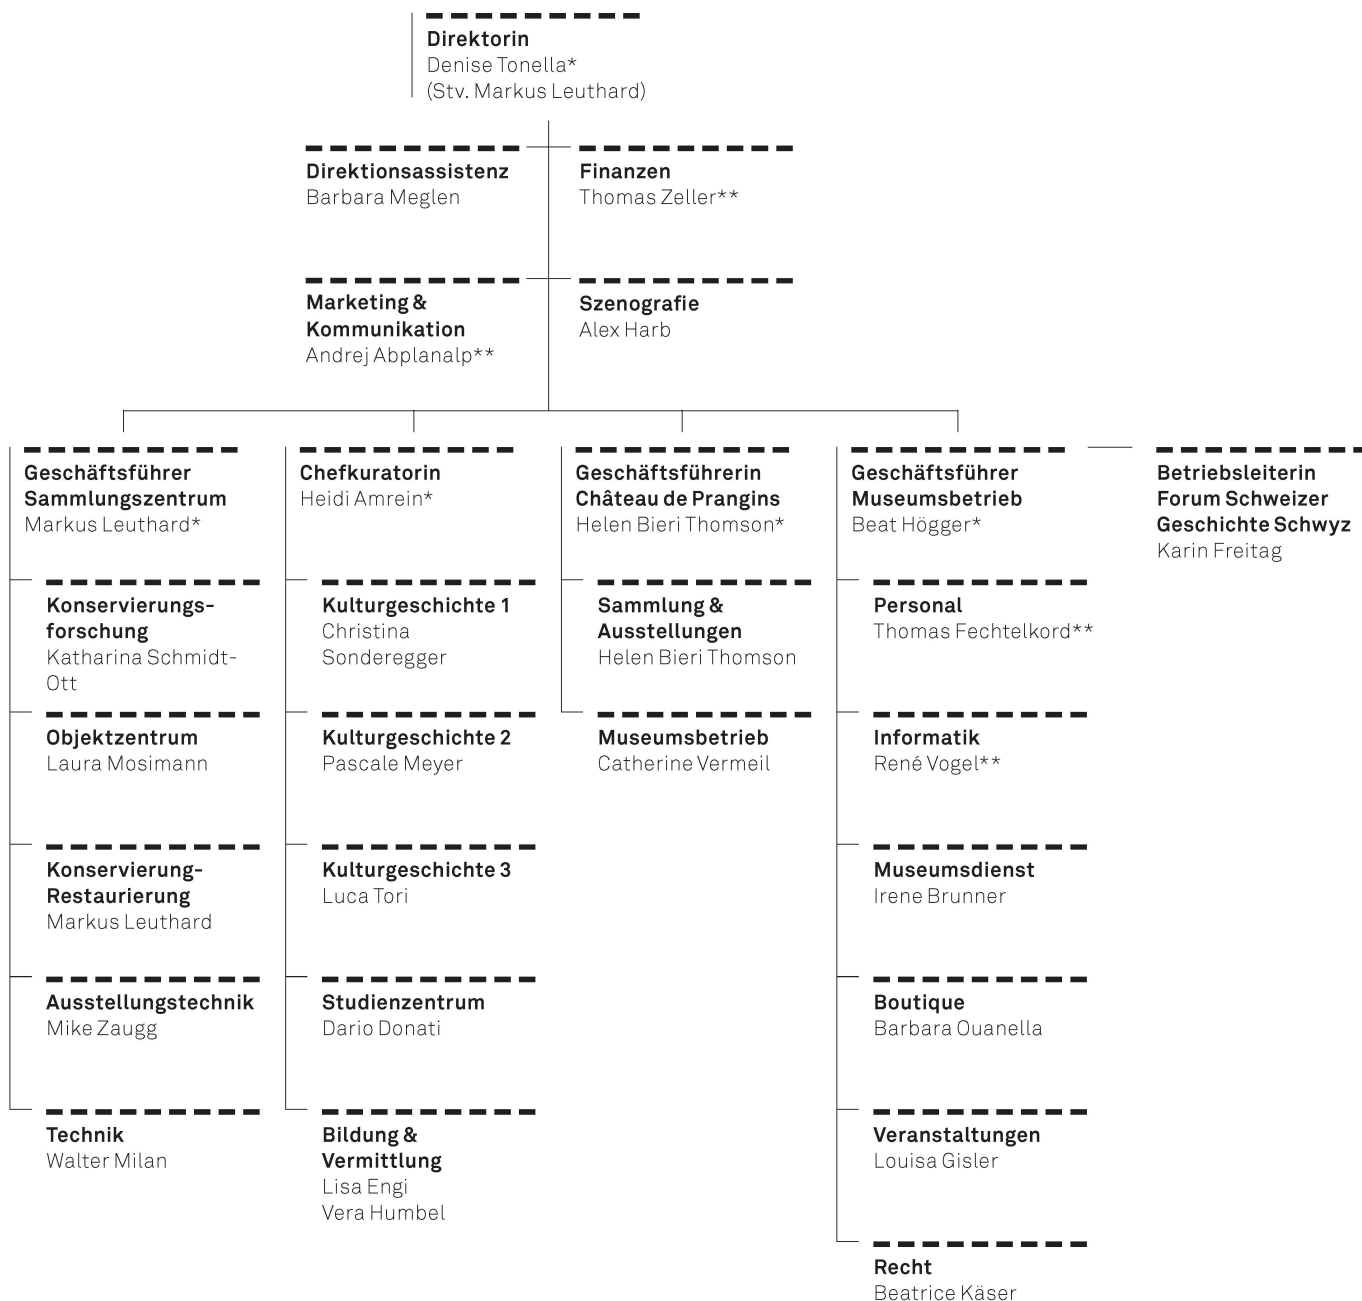 Direktorin
Denise Tonella*
(Stv. Markus Leuthard)
Direktionsassistenz
Barbara Meglen
Finanzen
Thomas Zeller**
Marketing &
Kommunikation
Andrej Abplanalp**
Szenografie
Alex Harb
Geschäftsführer
Sammlungszentrum
Markus Leuthard*
Konservierungs-
forschung
Katharina Schmidt-
Ott
Objektzentrum
Laura Mosimann
Konservierung-
Restaurierung
Markus Leuthard
Ausstellungstechnik
Mike Zaugg
Technik
Walter Milan
Chefkuratorin
Heidi Amrein*
Kulturgeschichte 1
Christina
Sonderegger
Kulturgeschichte 2
Pascale Meyer
Kulturgeschichte 3
Luca Tori
Studienzentrum
Dario Donati
Bildung &
Vermittlung
Lisa Engi
Vera Humbel
Geschäftsführerin
Château de Prangins
Helen Bieri Thomson*
Sammlung &
Ausstellungen
Helen Bieri Thomson
Museumsbetrieb
Catherine Vermeil
Geschäftsführer
Museumsbetrieb
Beat Högger*
Personal
Thomas Fechtelkord**
Informatik
René Vogel**
Museumsdienst
Irene Brunner
Boutique
Barbara Ouanella
Veranstaltungen
Louisa Gisler
Recht
Beatrice Käser
Betriebsleiterin
Forum Schweizer
Geschichte Schwyz
Karin Freitag